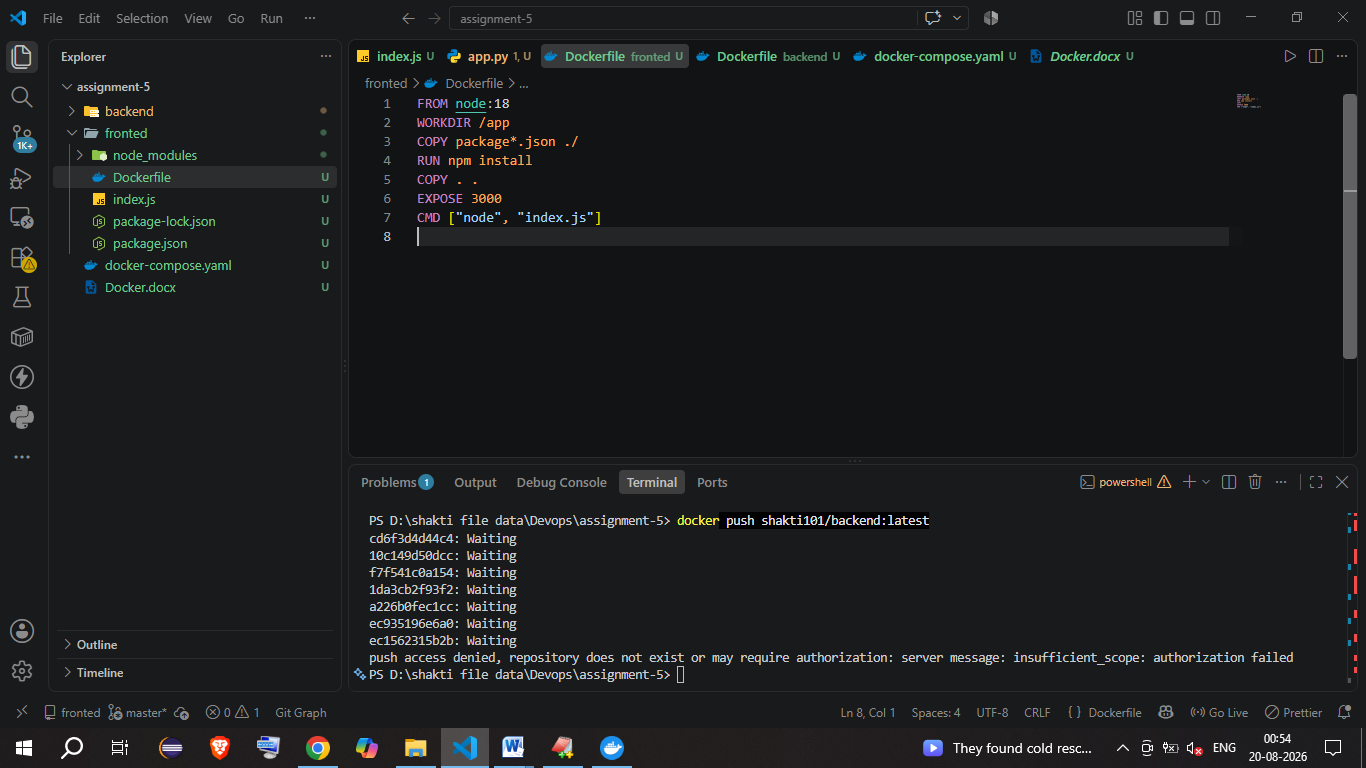 File Edit Selection View Go Run ··· assignment-5
Explorer ···
assignment-5
backend
fronted
node_modules
Dockerfile U
index.js U
package-lock.json U
package.json U
docker-compose.yaml U
Docker.docx U
Outline
Timeline
1K+
index.js U app.py 1, U Dockerfile fronted U Dockerfile backend U docker-compose.yaml U Docker.docx U ···
fronted > Dockerfile > ...
1 FROM node:18
2 WORKDIR /app
3 COPY package*.json ./
4 RUN npm install
5 COPY . .
6 EXPOSE 3000
7 CMD ["node", "index.js"]
8
Problems 1 Output Debug Console Terminal Ports powershell ···
PS D:\shakti file data\Devops\assignment-5> docker push shakti101/backend:latest
cd6f3d4d44c4: Waiting
10c149d50dcc: Waiting
f7f541c0a154: Waiting
1da3cb2f93f2: Waiting
a226b0fec1cc: Waiting
ec935196e6a0: Waiting
ec1562315b2b: Waiting
push access denied, repository does not exist or may require authorization: server message: insufficient_scope: authorization failed
PS D:\shakti file data\Devops\assignment-5>
fronted master* 0 1 Git Graph Ln 8, Col 1 Spaces: 4 UTF-8 CRLF { } Dockerfile Go Live Prettier
They found cold resc... ENG 00:54
20-08-2026